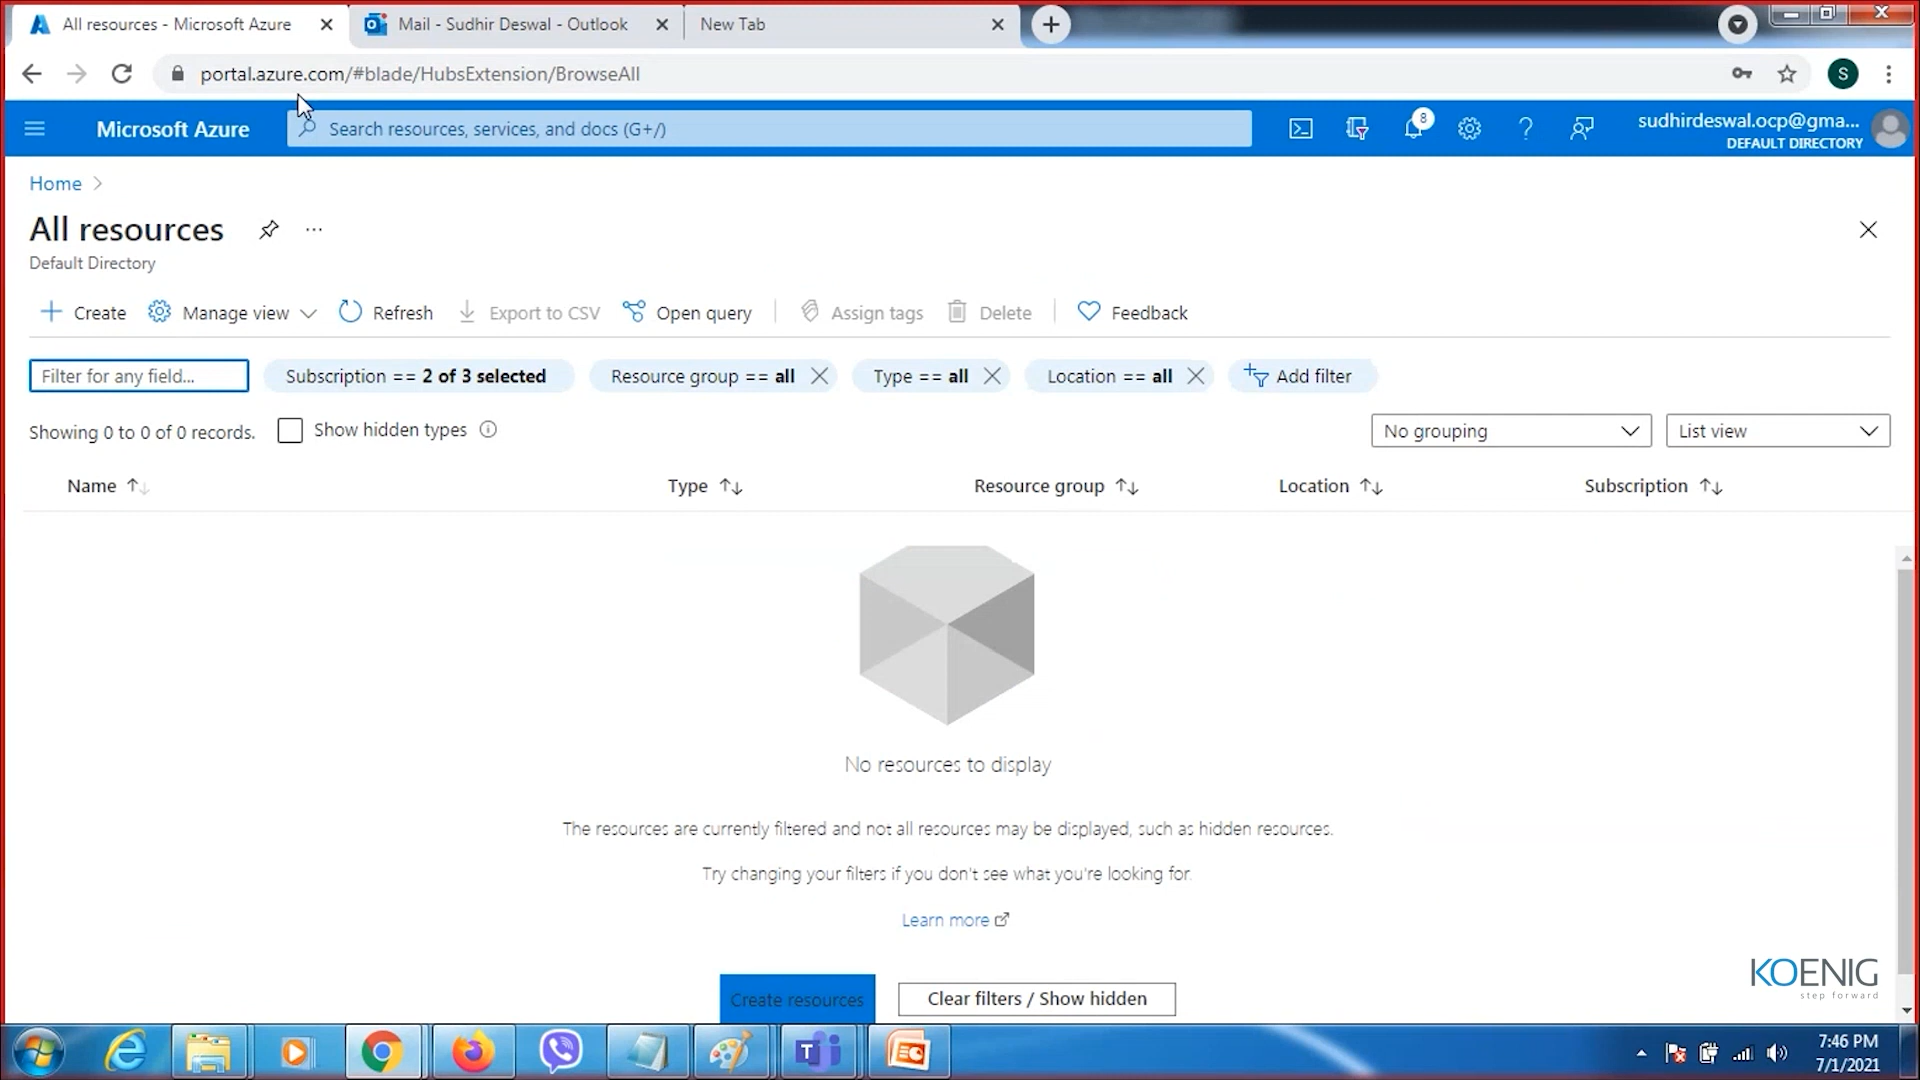 All resources - Microsoft Azure
Mail - Sudhir Deswal - Outlook
New Tab
portal.azure.com/#blade/HubsExtension/BrowseAll
S
Microsoft Azure
Search resources, services, and docs (G+/)
8
sudhirdeswal.ocp@gma...
DEFAULT DIRECTORY
Home >
All resources
Default Directory
Create
Manage view
Refresh
Export to CSV
Open query
Assign tags
Delete
Feedback
Filter for any field...
Subscription == 2 of 3 selected
Resource group == all
Type == all
Location == all
Add filter
Showing 0 to 0 of 0 records.
Show hidden types
No grouping
List view
Name
Type
Resource group
Location
Subscription
No resources to display
The resources are currently filtered and not all resources may be displayed, such as hidden resources.
Try changing your filters if you don't see what you're looking for.
Learn more
Create resources
Clear filters / Show hidden
KOENIG
step forward
7:46 PM
7/1/2021